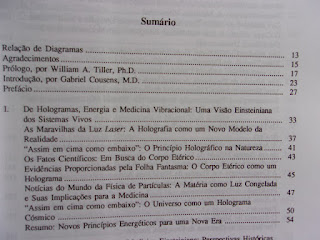 Sumário
Relação de Diagramas ........ 13
Agradecimentos ........ 15
Prólogo, por William A. Tiller, Ph.D. ........ 17
Introdução, por Gabriel Cousens, M.D. ........ 23
Prefácio ........ 27
I. De Hologramas, Energia e Medicina Vibracional: Uma Visão Einsteiniana
dos Sistemas Vivos ........ 33
As Maravilhas da Luz Laser: A Holografia como um Novo Modelo da
Realidade ........ 37
"Assim em cima como embaixo": O Princípio Holográfico na Natureza .. 41
Os Fatos Científicos: Em Busca do Corpo Etérico ........ 43
Evidências Proporcionadas pela Folha Fantasma: O Corpo Etérico como um
Holograma ........ 45
Notícias do Mundo da Física de Partículas: A Matéria como Luz Congelada
e Suas Implicações para a Medicina ........ 47
"Assim em cima como embaixo": O Universo como um Holograma
Cósmico ........ 50
Resumo: Novos Princípios Energéticos para uma Nova Era ........ 54
Einsteiniana: Perspectivas Históricas